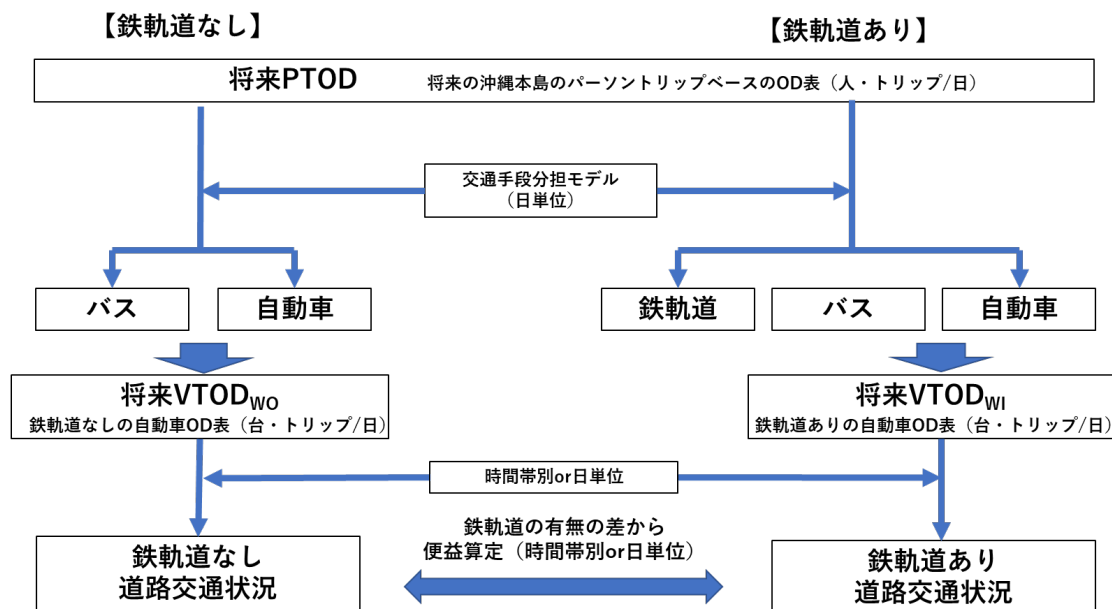 【鉄軌道なし】
【鉄軌道あり】
将来PTOD 将来の沖縄本島のパーソントリップベースのOD表（人・トリップ/日）
交通手段分担モデル
（日単位）
バス
自動車
鉄軌道
バス
自動車
将来VTODWO
鉄軌道なしの自動車OD表（台・トリップ/日）
将来VTODWI
鉄軌道ありの自動車OD表（台・トリップ/日）
時間帯別or日単位
鉄軌道の有無の差から
便益算定（時間帯別or日単位）
鉄軌道なし
道路交通状況
鉄軌道あり
道路交通状況